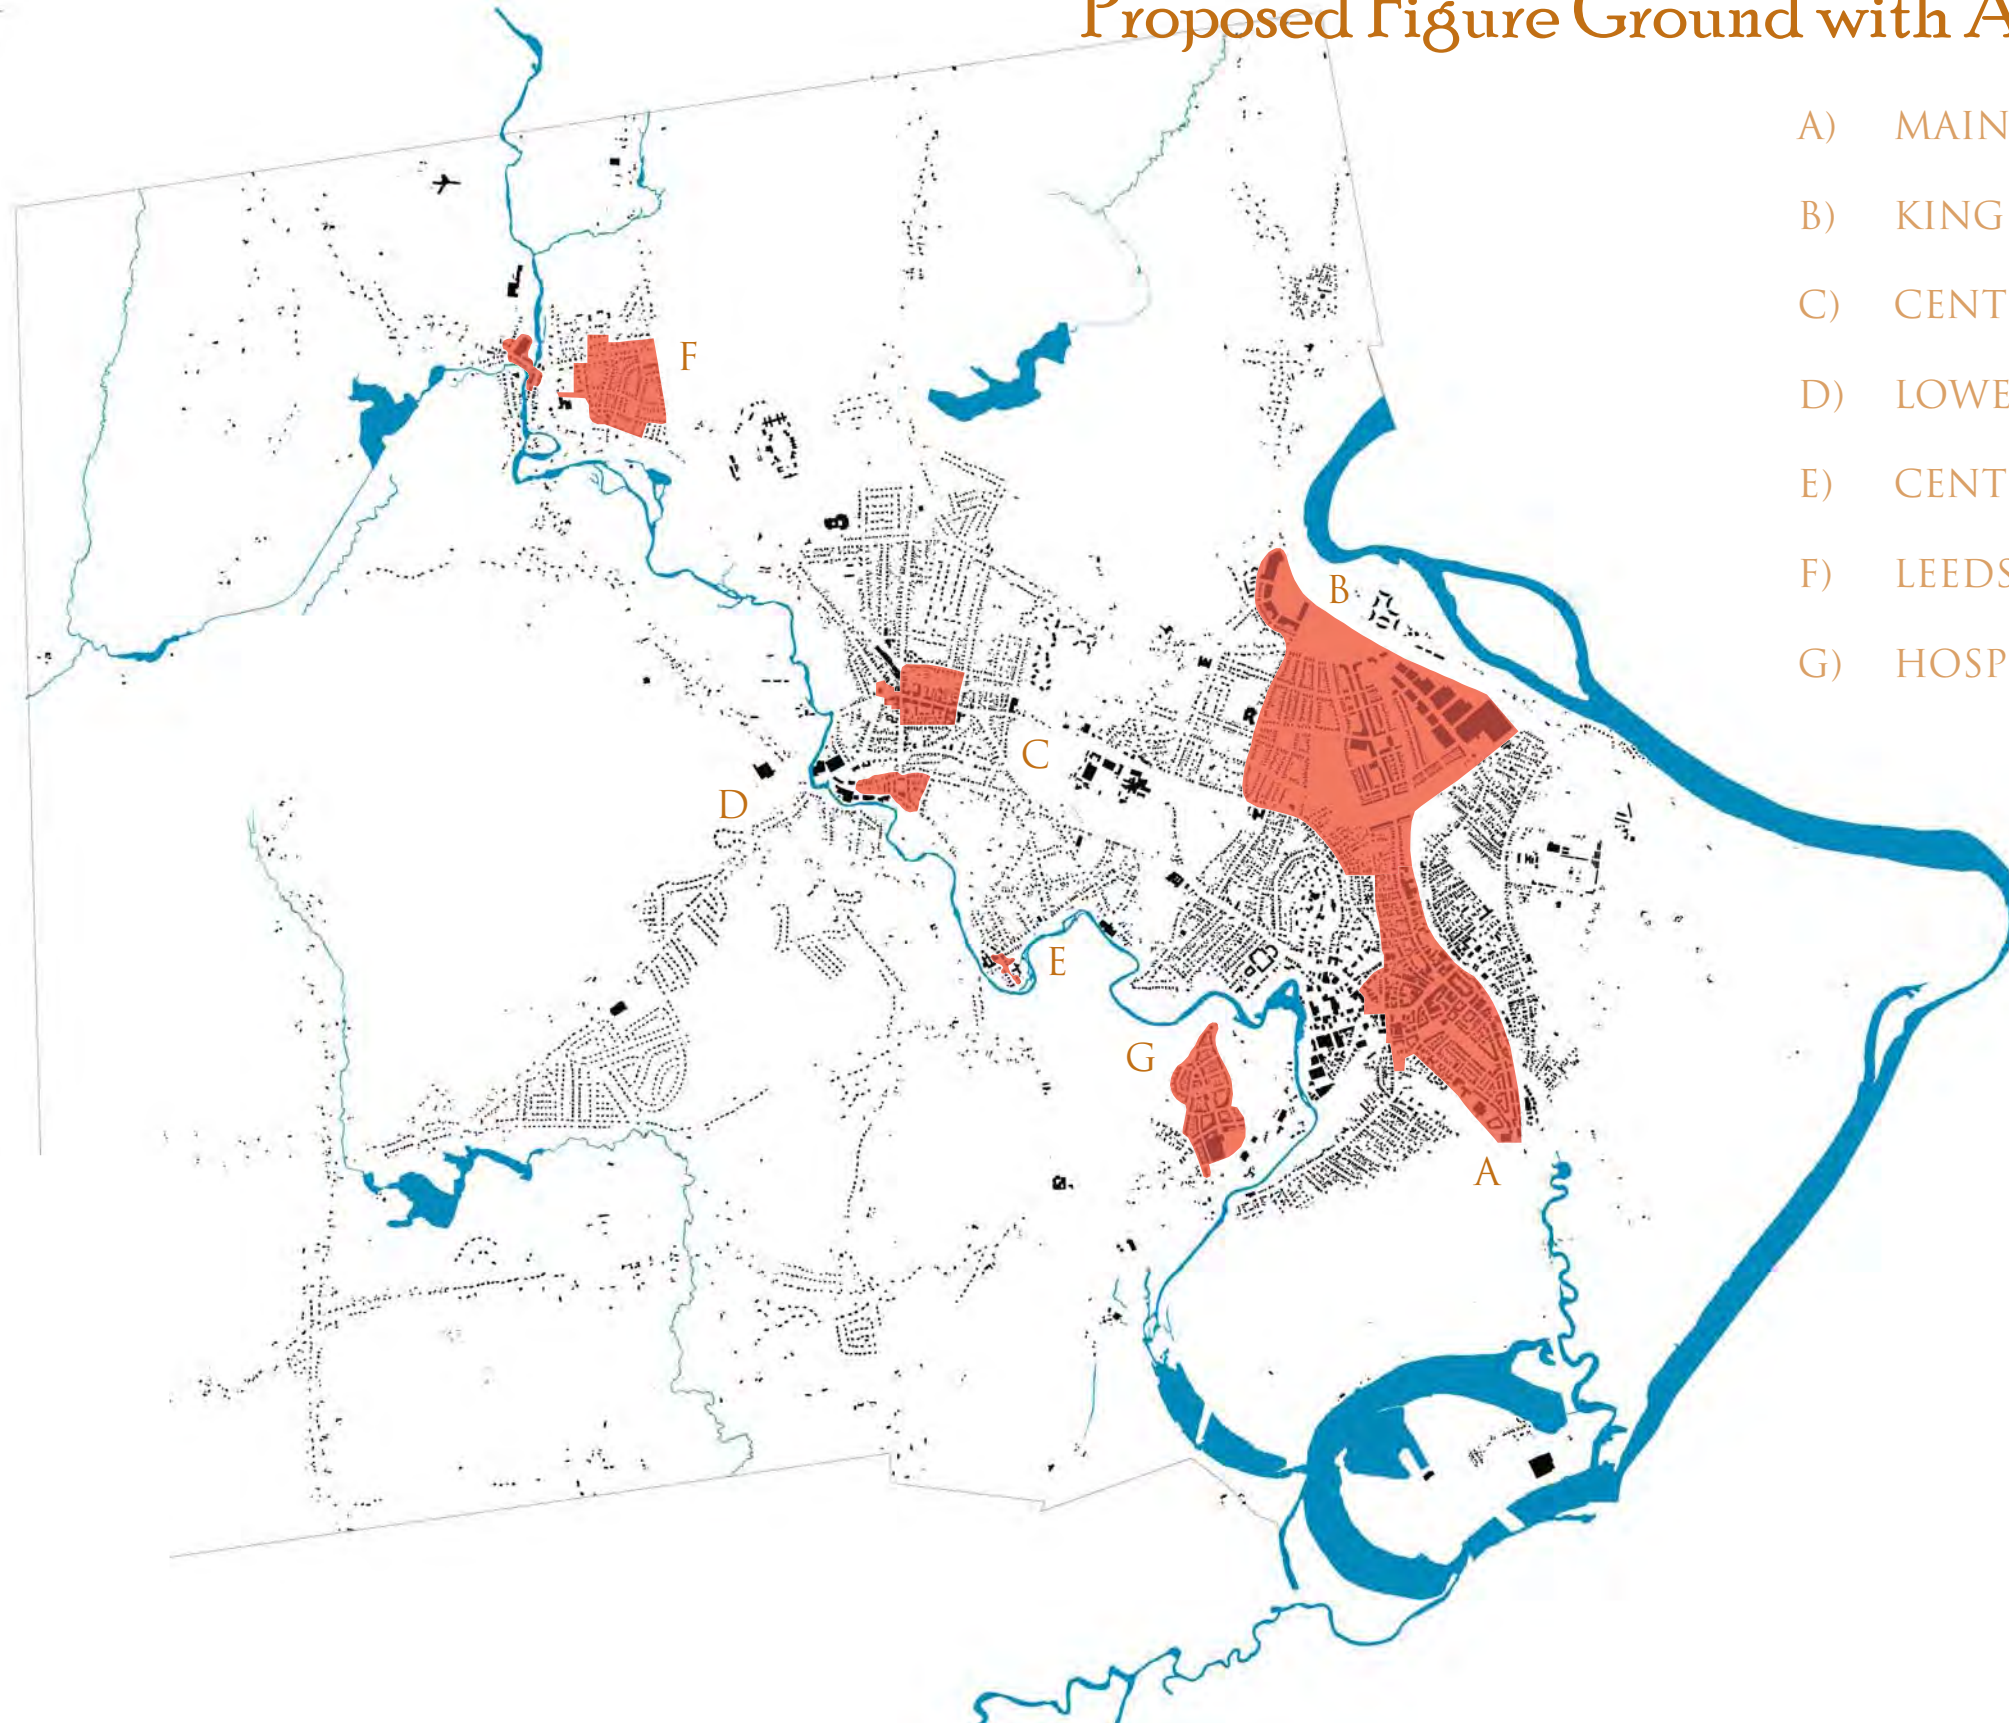 Proposed Figure Ground with A
A) MAIN
B) KING
C) CENT
D) LOWE
E) CENT
F) LEEDS
G) HOSP
F
B
C
D
E
G
A